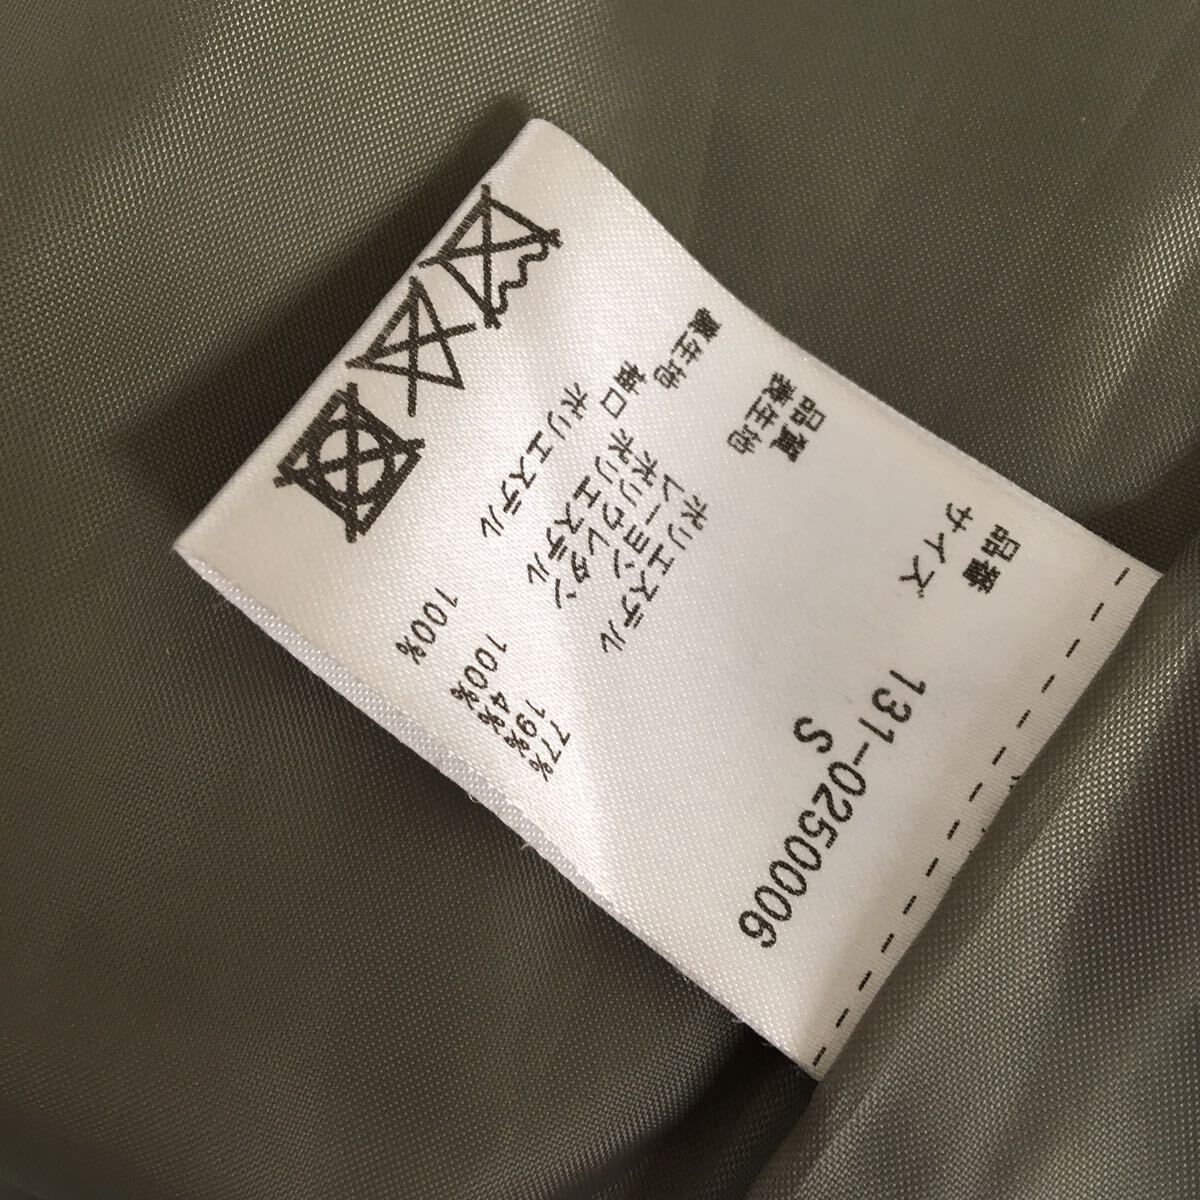 品番 131-0250006
サイズ S
品質
表生地 ポリエステル 77%
レーヨン 19%
ポリウレタン 4%
袖口 ポリエステル 100%
裏生地 ポリエステル 100%